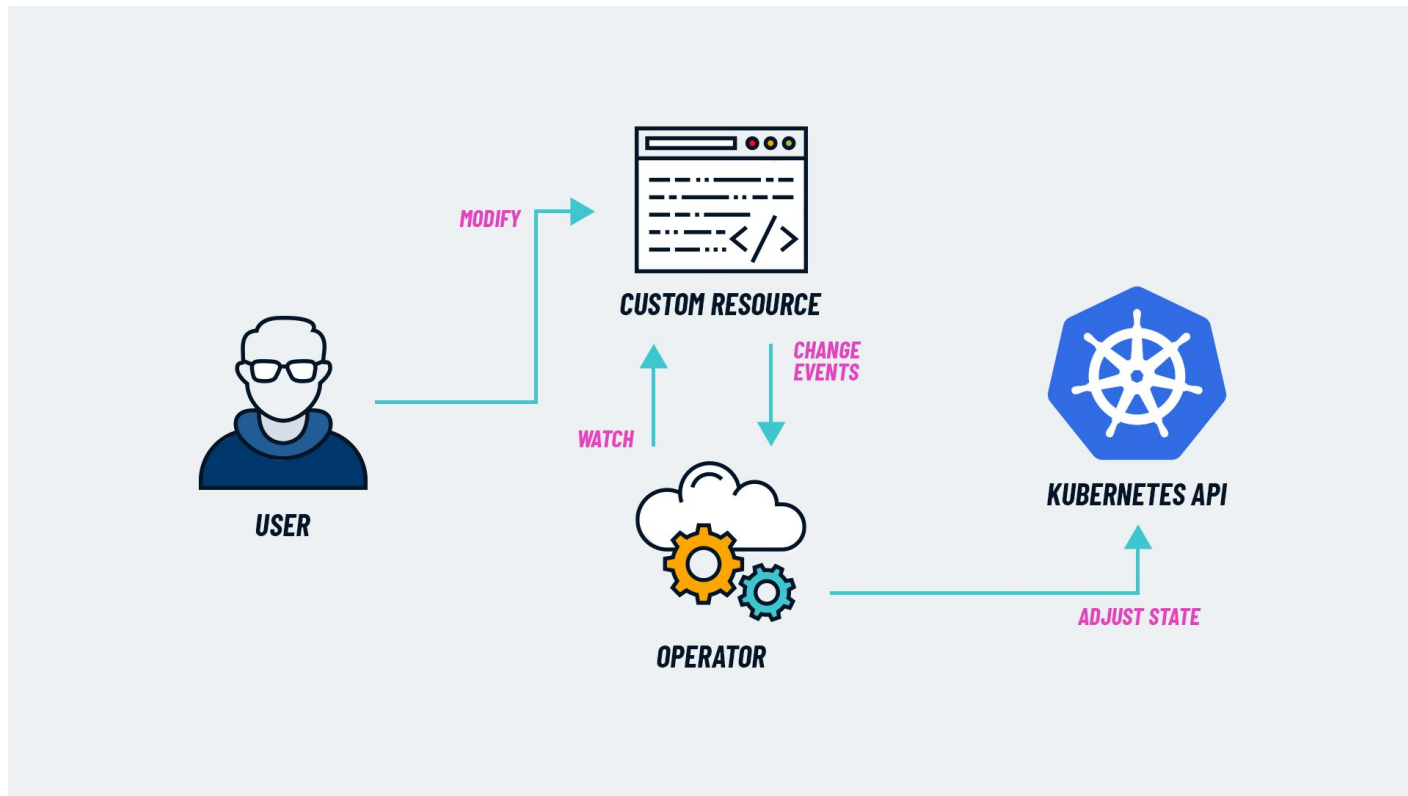 MODIFY
CUSTOM RESOURCE
CHANGE
EVENTS
WATCH
USER
KUBERNETES API
OPERATOR
ADJUST STATE